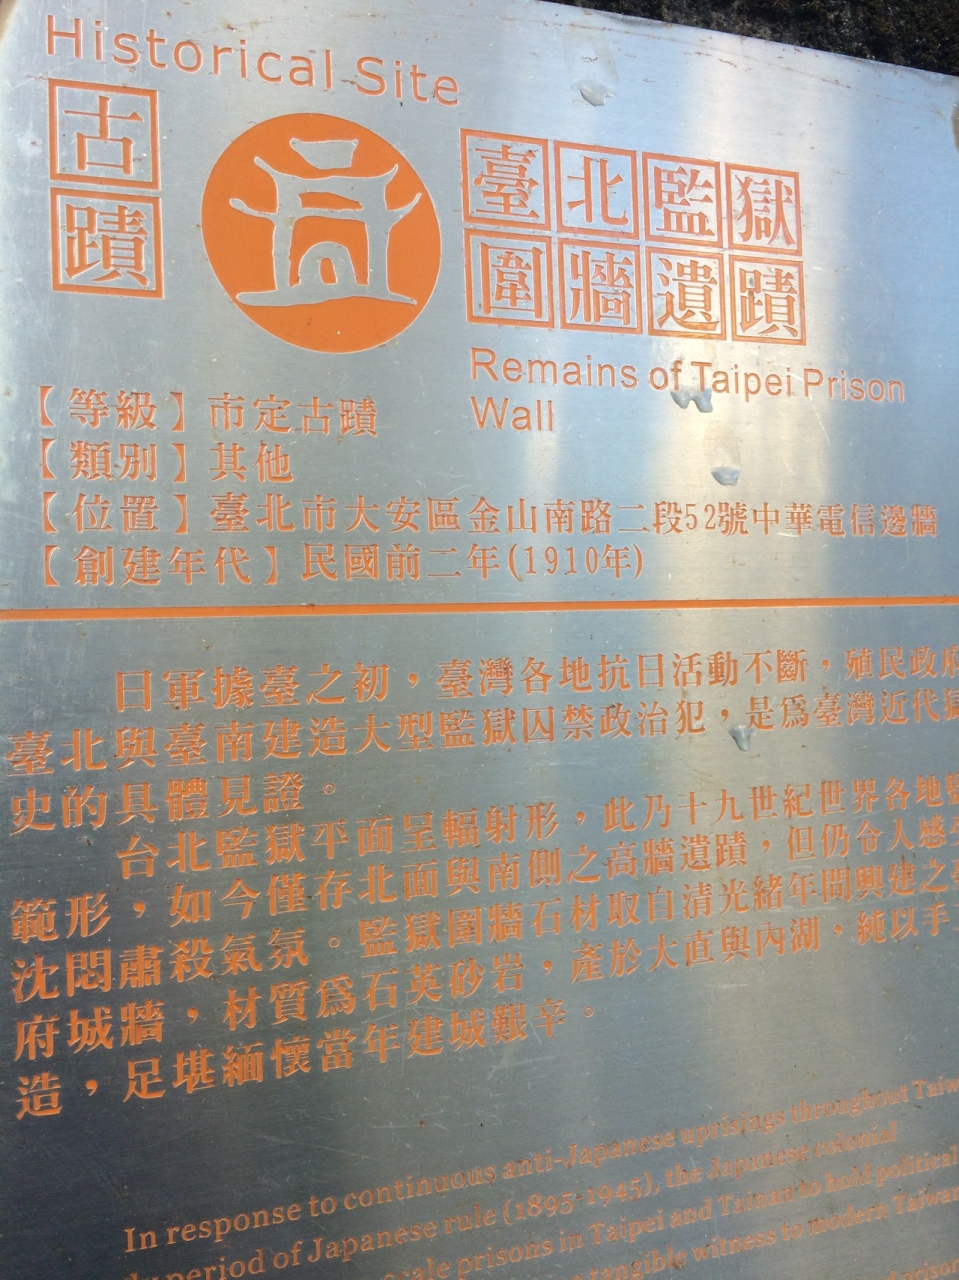 Historical Site
古蹟
臺北監獄
圍牆遺蹟
Remains of Taipei Prison
Wall
【等級】市定古蹟
【類別】其他
【位置】臺北市大安區金山南路二段52號中華電信邊牆
【創建年代】民國前二年(1910年)
日軍據臺之初，臺灣各地抗日活動不斷，殖民政府
臺北與臺南建造大型監獄囚禁政治犯，是為臺灣近代獄
史的具體見證。
台北監獄平面呈輻射形，此乃十九世紀世界各地監
範形，如今僅存北面與南側之高牆遺蹟，但仍令人感受
沈悶肅殺氣氛。監獄圍牆石材取自清光緒年間興建之臺
府城牆，材質為石英砂岩，產於大直與內湖，純以手工
造，足堪緬懷當年建城艱辛。
In response to continuous anti-Japanese uprisings throughout Taiw
period of Japanese rule (1895-1945), the Japanese colonial
scale prisons in Taipei and Tainan to hold political
tangible witness to modern Taiwan